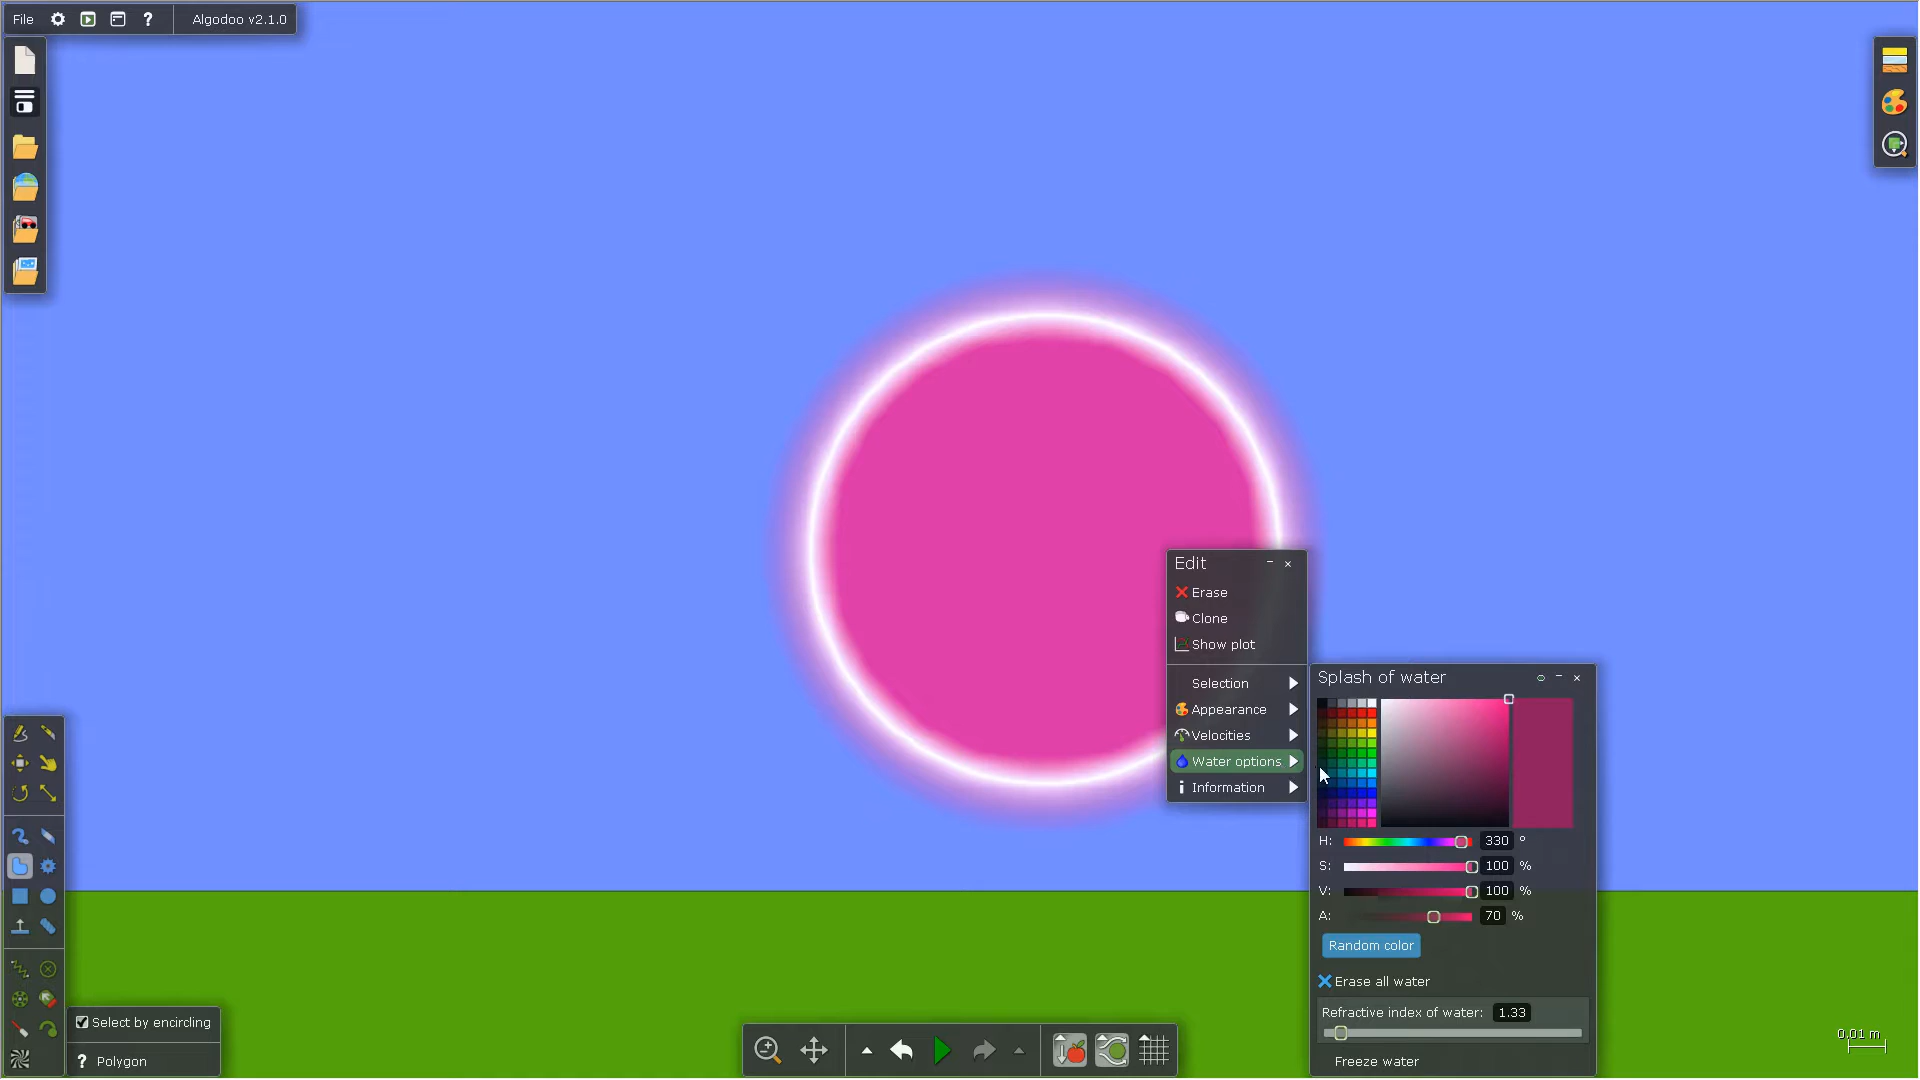 File ? Algodoo v2.1.0
Edit
Erase
Clone
Show plot
Selection
Appearance
Velocities
Water options
Information
Splash of water
H: 330 °
S: 100 %
V: 100 %
A: 70 %
Random color
Erase all water
Refractive index of water: 1.33
Freeze water
Select by encircling
? Polygon
0.01 m